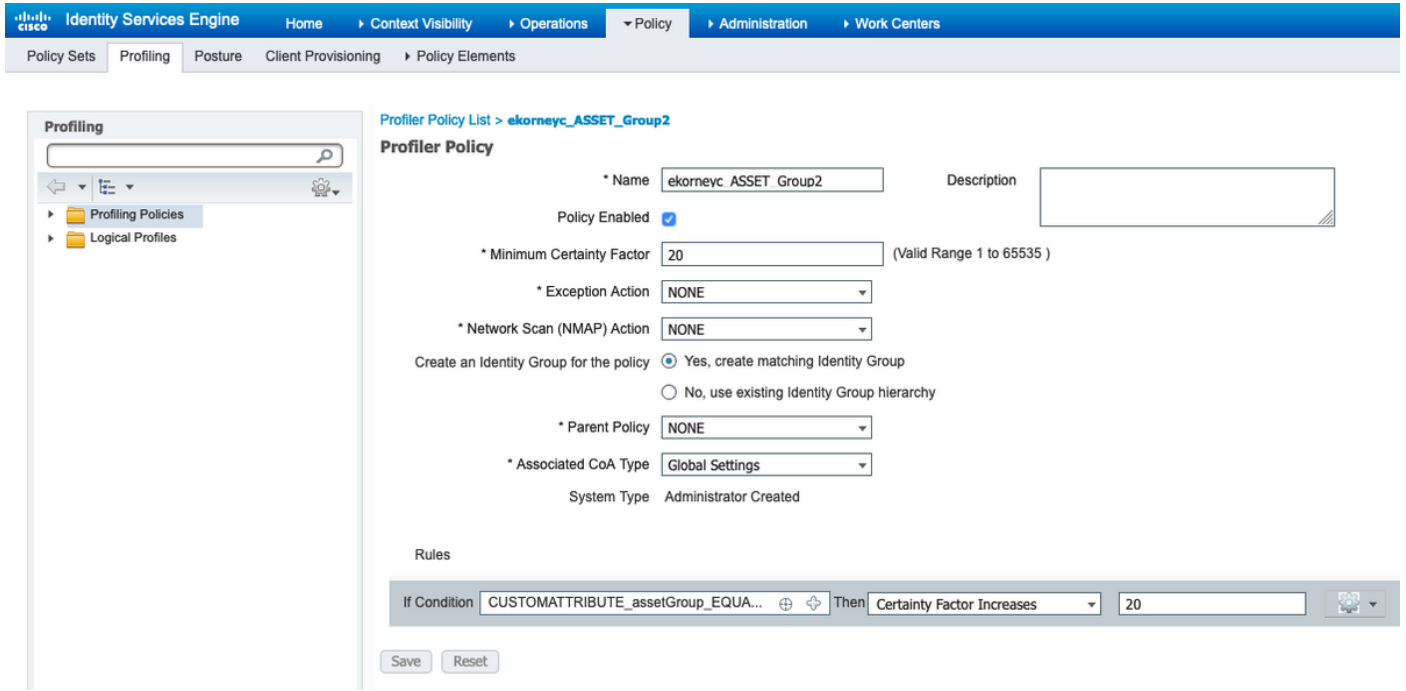 cisco Identity Services Engine Home Context Visibility Operations Policy Administration Work Centers
Policy Sets Profiling Posture Client Provisioning Policy Elements
Profiling
Profiling Policies
Logical Profiles
Profiler Policy List > ekorneyc_ASSET_Group2
Profiler Policy
* Name ekorneyc_ASSET_Group2 Description
Policy Enabled
* Minimum Certainty Factor 20 (Valid Range 1 to 65535 )
* Exception Action NONE
* Network Scan (NMAP) Action NONE
Create an Identity Group for the policy Yes, create matching Identity Group
No, use existing Identity Group hierarchy
* Parent Policy NONE
* Associated CoA Type Global Settings
System Type Administrator Created
Rules
If Condition CUSTOMATTRIBUTE_assetGroup_EQUA... Then Certainty Factor Increases 20
Save Reset